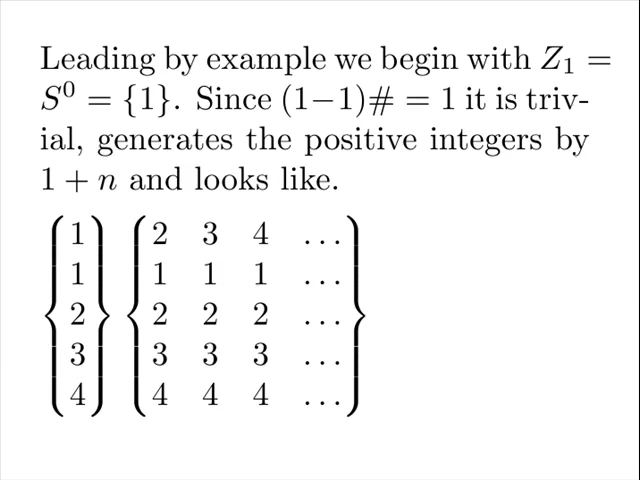 Leading by example we begin with Z₁ =
S⁰ = {1}. Since (1−1)# = 1 it is triv-
ial, generates the positive integers by
1 + n and looks like.
1 2 3 4 ...
1 1 1 1 ...
2 2 2 2 ...
3 3 3 3 ...
4 4 4 4 ...